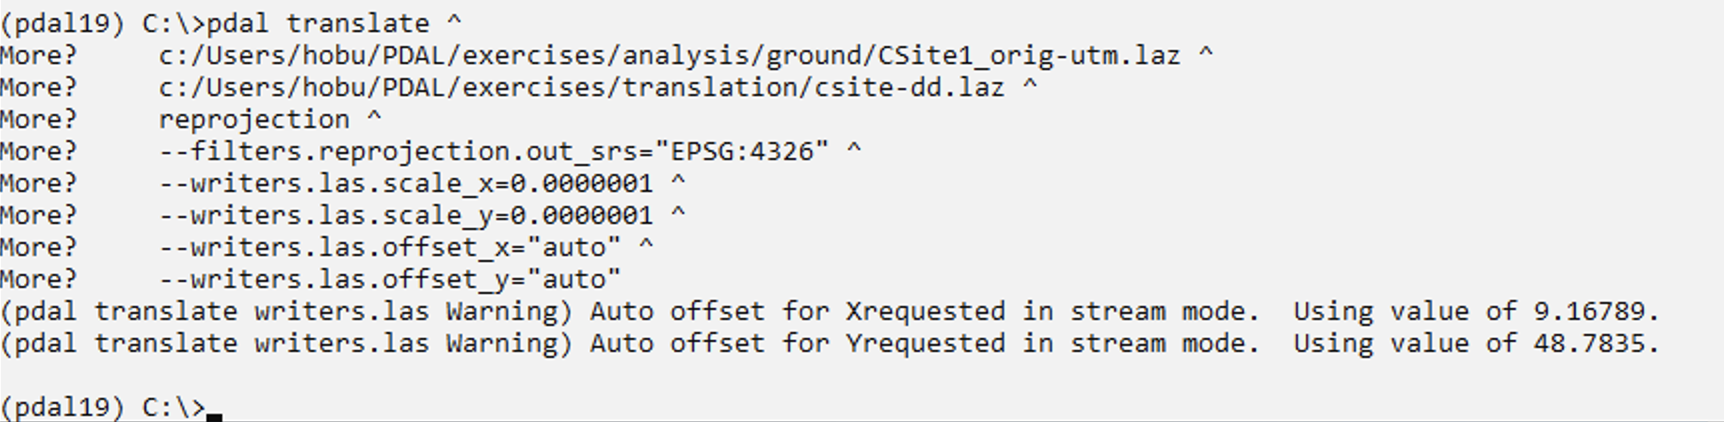 (pdal19) C:\>pdal translate ^
More?     c:/Users/hobu/PDAL/exercises/analysis/ground/CSite1_orig-utm.laz ^
More?     c:/Users/hobu/PDAL/exercises/translation/csite-dd.laz ^
More?     reprojection ^
More?     --filters.reprojection.out_srs="EPSG:4326" ^
More?     --writers.las.scale_x=0.0000001 ^
More?     --writers.las.scale_y=0.0000001 ^
More?     --writers.las.offset_x="auto" ^
More?     --writers.las.offset_y="auto"
(pdal translate writers.las Warning) Auto offset for Xrequested in stream mode.  Using value of 9.16789.
(pdal translate writers.las Warning) Auto offset for Yrequested in stream mode.  Using value of 48.7835.
(pdal19) C:\>